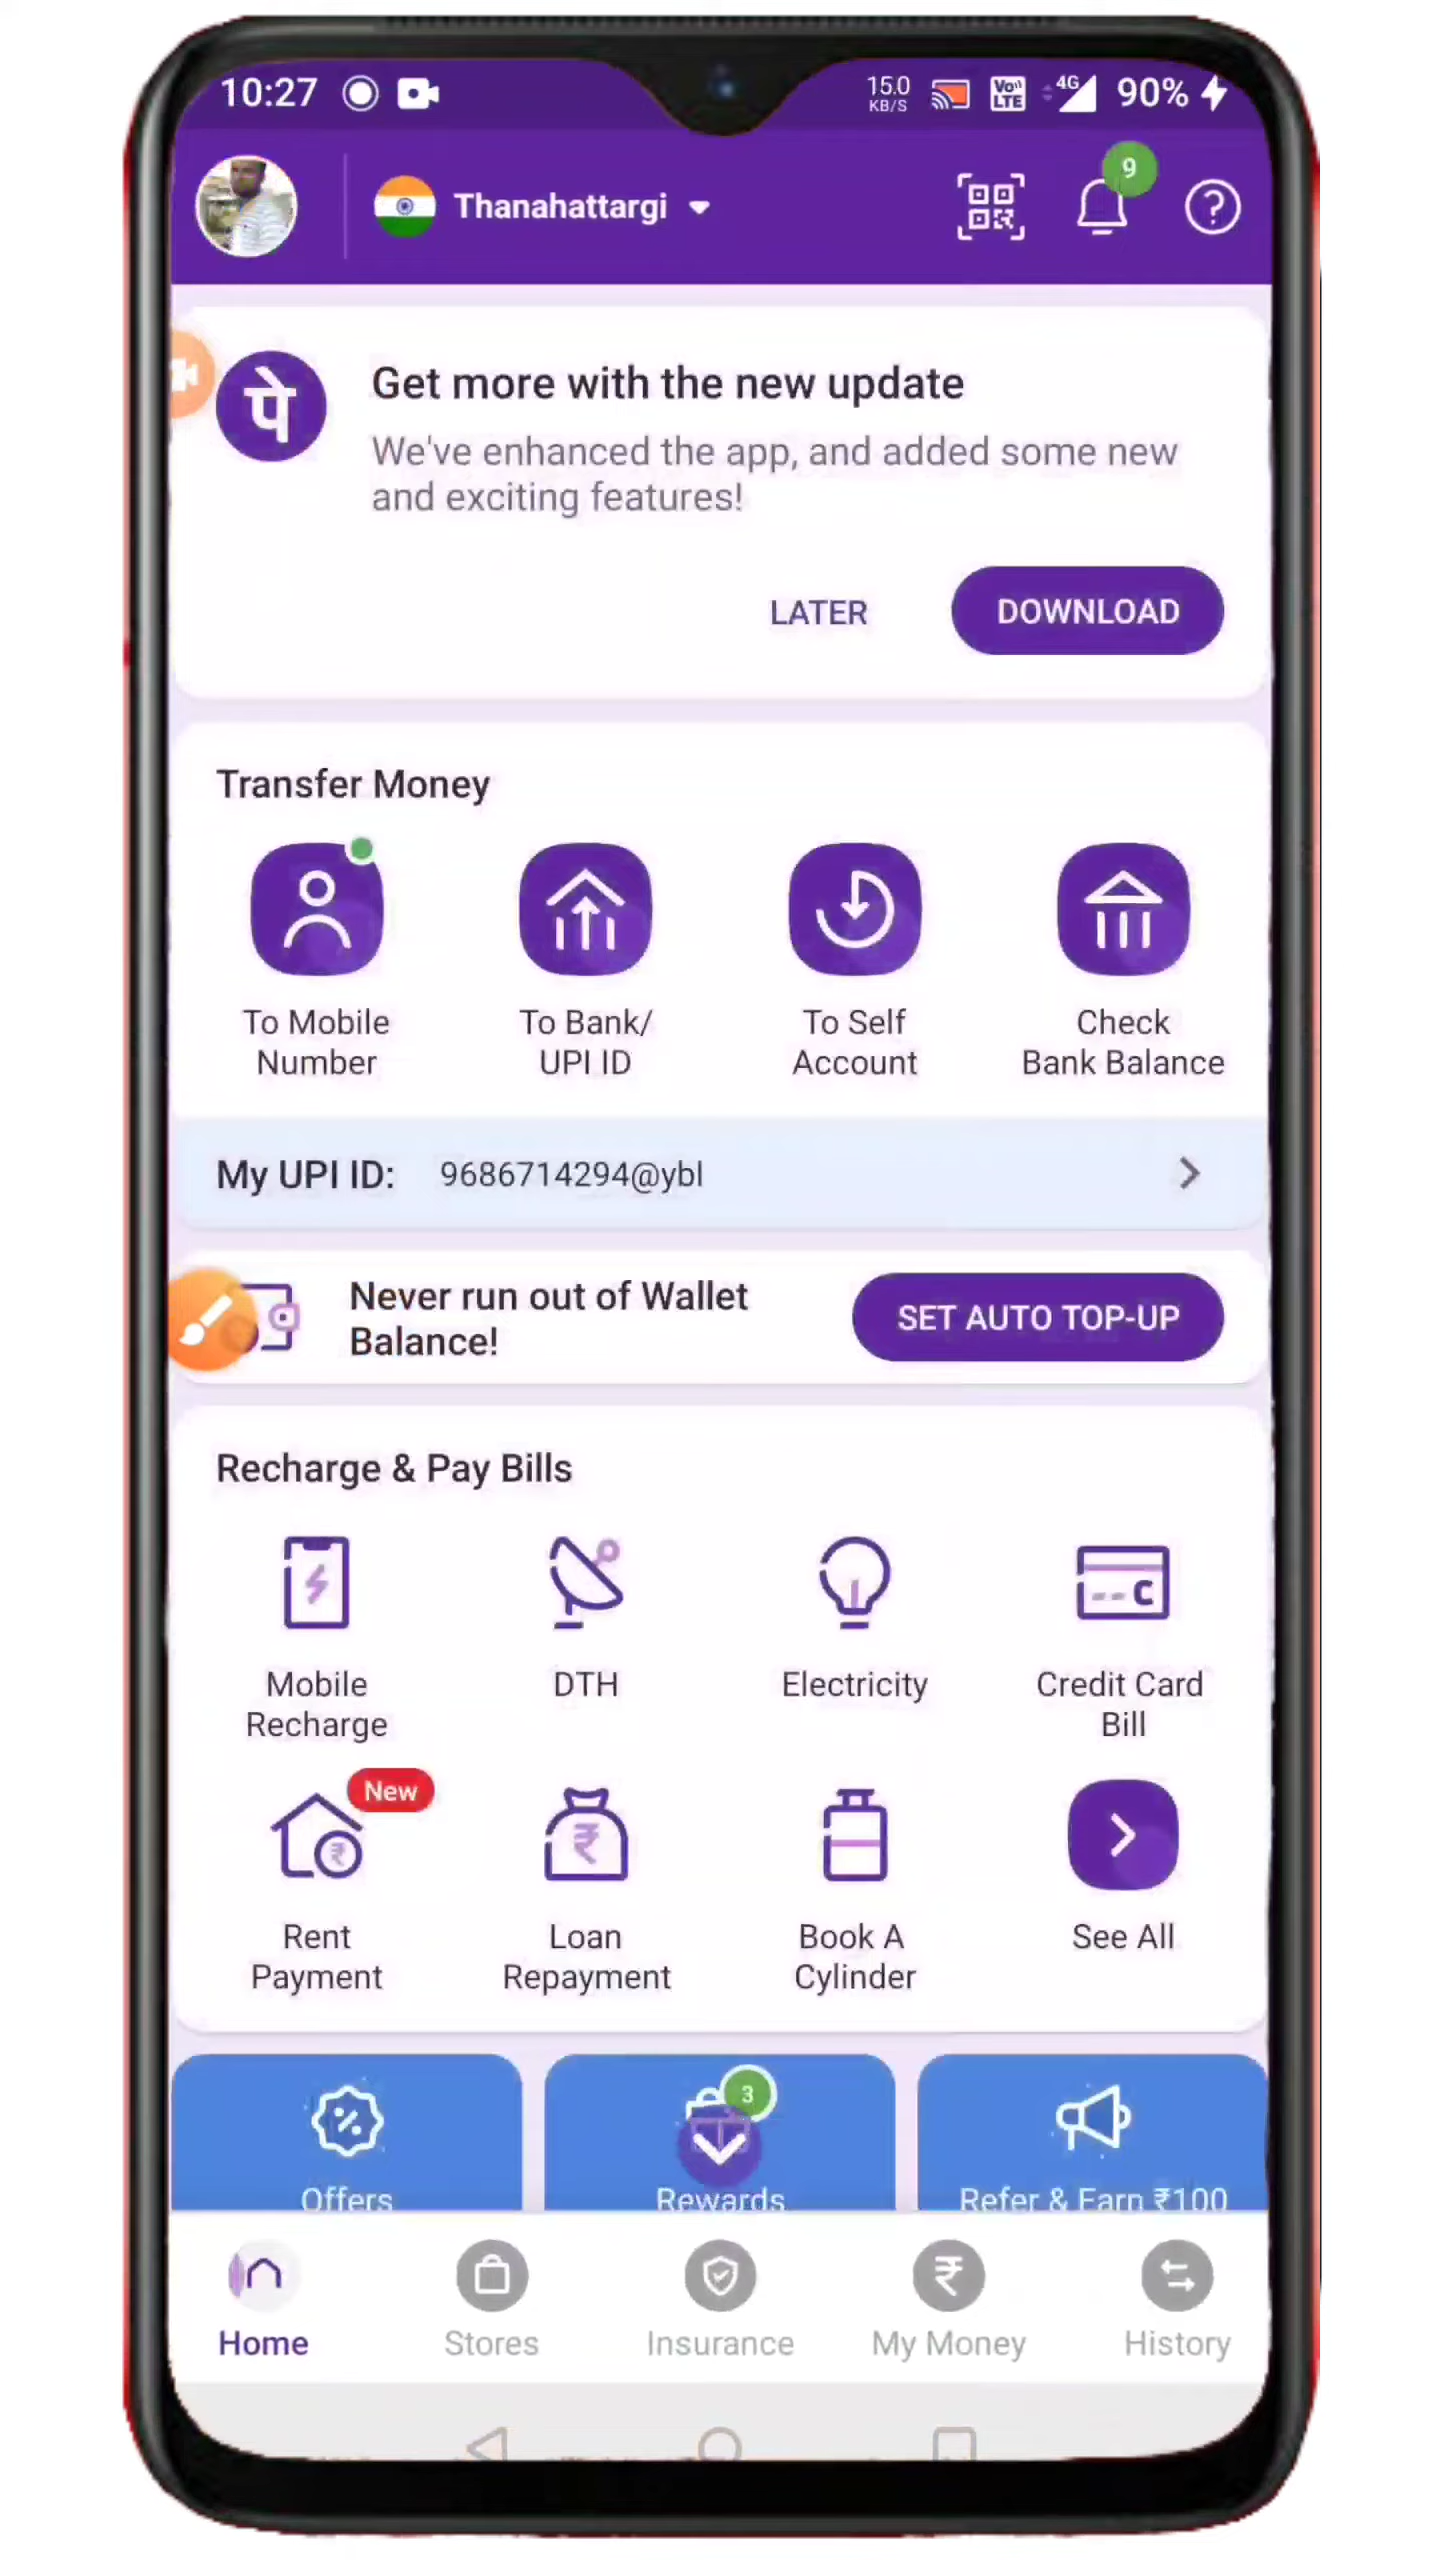 10:27 15.0 KB/S Vo)) LTE 4G 90%
Thanahattargi 9
पे
Get more with the new update
We've enhanced the app, and added some new
and exciting features!
LATER DOWNLOAD
Transfer Money
To Mobile Number
To Bank/ UPI ID
To Self Account
Check Bank Balance
My UPI ID: 9686714294@ybl
Never run out of Wallet
Balance!
SET AUTO TOP-UP
Recharge & Pay Bills
Mobile Recharge
DTH
Electricity
Credit Card Bill
New
Rent Payment
Loan Repayment
Book A Cylinder
See All
3
Offers Rewards Refer & Earn ₹100
Home Stores Insurance My Money History